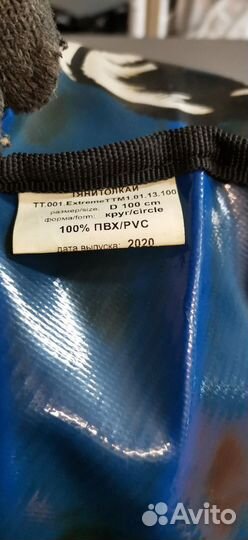 ТЯНИТОЛКАЙ
TT.001.ExtremeTTM1.01.13.100
размер/size: D 100 cm
форма/form: круг/circle
100% ПВХ/PVC
дата выпуска: 2020
Avito